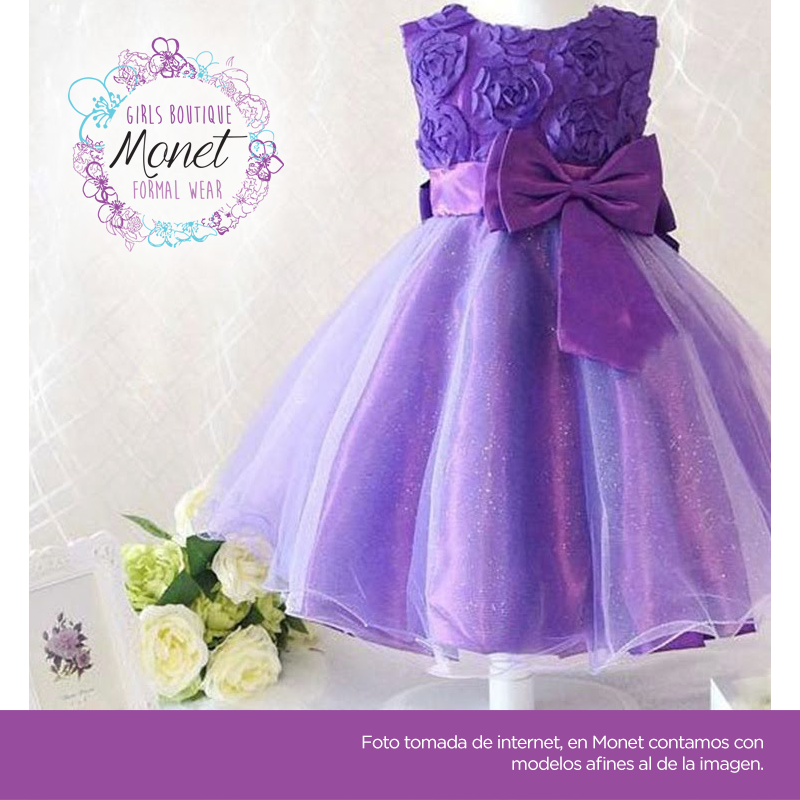 GIRLS BOUTIQUE
Monet
FORMAL WEAR
Foto tomada de internet, en Monet contamos con
modelos afines al de la imagen.